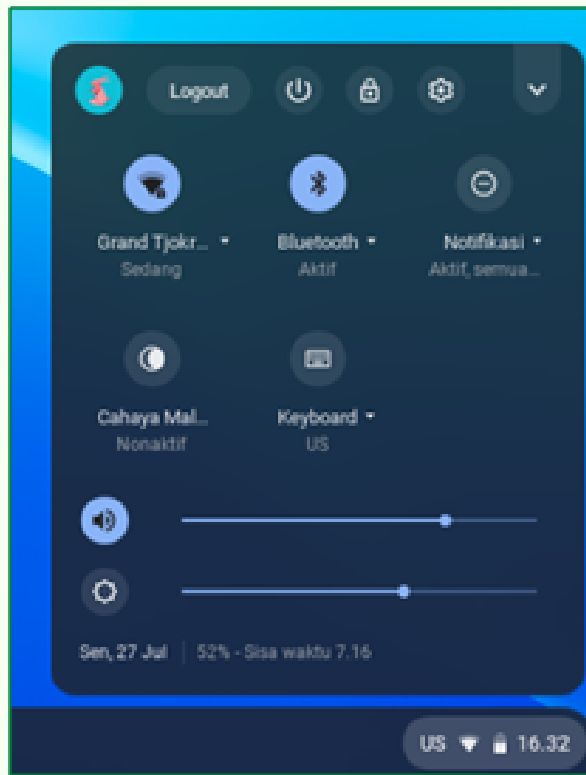 Logout
Grand Tjokr... Bluetooth Notifikasi
Sedang Aktif Aktif, semua...
Cahaya Mal... Keyboard
Nonaktif US
Sen, 27 Jul 52% - Sisa waktu 7.16
US 16.32